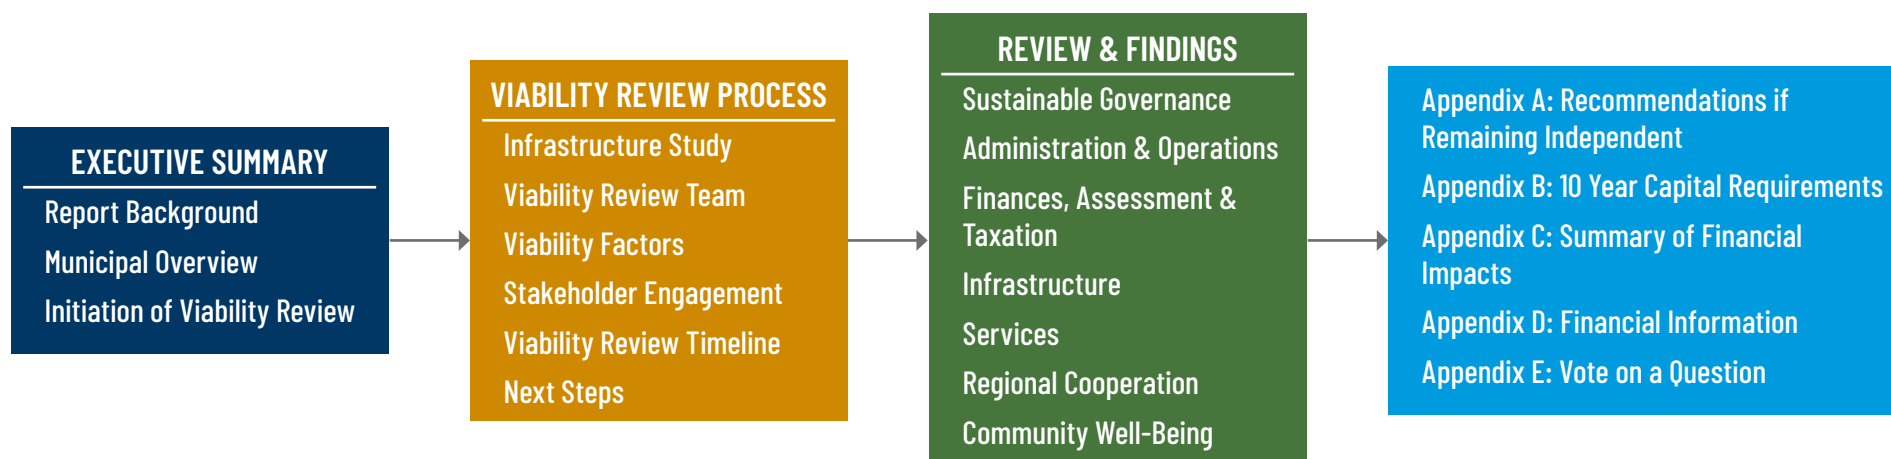 EXECUTIVE SUMMARY
Report Background
Municipal Overview
Initiation of Viability Review
VIABILITY REVIEW PROCESS
Infrastructure Study
Viability Review Team
Viability Factors
Stakeholder Engagement
Viability Review Timeline
Next Steps
REVIEW & FINDINGS
Sustainable Governance
Administration & Operations
Finances, Assessment &
Taxation
Infrastructure
Services
Regional Cooperation
Community Well-Being
Appendix A: Recommendations if
Remaining Independent
Appendix B: 10 Year Capital Requirements
Appendix C: Summary of Financial
Impacts
Appendix D: Financial Information
Appendix E: Vote on a Question